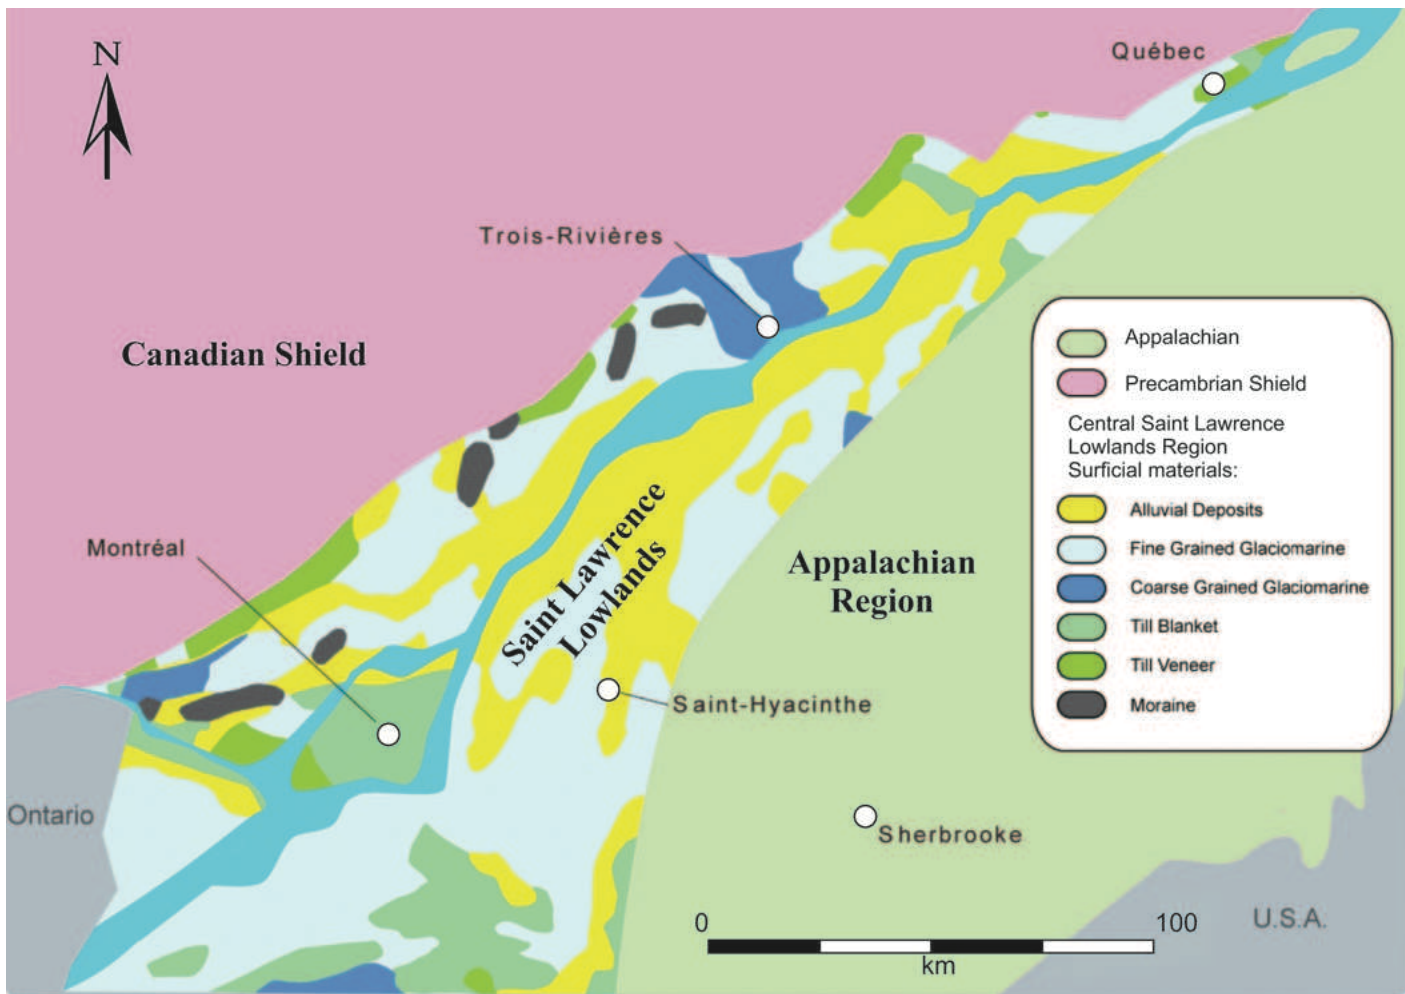 N
Québec
Trois-Rivières
Canadian Shield
Montréal
Saint Lawrence
Lowlands
Appalachian
Region
Saint-Hyacinthe
Sherbrooke
Ontario
U.S.A.
0
100
km
Appalachian
Precambrian Shield
Central Saint Lawrence
Lowlands Region
Surficial materials:
Alluvial Deposits
Fine Grained Glaciomarine
Coarse Grained Glaciomarine
Till Blanket
Till Veneer
Moraine